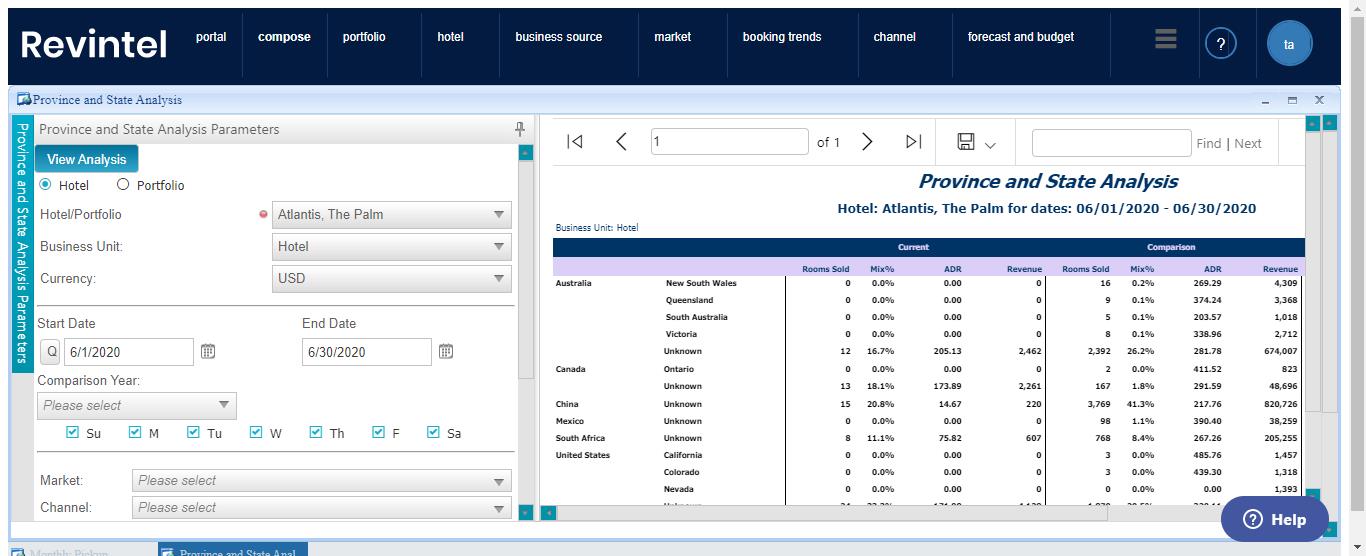 Revintel
portal compose portfolio hotel business source market booking trends channel forecast and budget ? ta
Province and State Analysis
Province and State Analysis Parameters
Province and State Analysis Parameters
View Analysis
Hotel Portfolio
Hotel/Portfolio Atlantis, The Palm
Business Unit: Hotel
Currency: USD
Start Date End Date
Q 6/1/2020 6/30/2020
Comparison Year:
Please select
Su M Tu W Th F Sa
Market: Please select
Channel: Please select
1 of 1 Find | Next
Province and State Analysis
Hotel: Atlantis, The Palm for dates: 06/01/2020 - 06/30/2020
Business Unit: Hotel
Current Comparison
Rooms Sold Mix% ADR Revenue Rooms Sold Mix% ADR Revenue
Australia New South Wales 0 0.0% 0.00 0 16 0.2% 269.29 4,309
Queensland 0 0.0% 0.00 0 9 0.1% 374.24 3,368
South Australia 0 0.0% 0.00 0 5 0.1% 203.57 1,018
Victoria 0 0.0% 0.00 0 8 0.1% 338.96 2,712
Unknown 12 16.7% 205.13 2,462 2,392 26.2% 281.78 674,007
Canada Ontario 0 0.0% 0.00 0 2 0.0% 411.52 823
Unknown 13 18.1% 173.89 2,261 167 1.8% 291.59 48,696
China Unknown 15 20.8% 14.67 220 3,769 41.3% 217.76 820,726
Mexico Unknown 0 0.0% 0.00 0 98 1.1% 390.40 38,259
South Africa Unknown 8 11.1% 75.82 607 768 8.4% 267.26 205,255
United States California 0 0.0% 0.00 0 3 0.0% 485.76 1,457
Colorado 0 0.0% 0.00 0 3 0.0% 439.30 1,318
Nevada 0 0.0% 0.00 0 0 0.0% 0.00 1,393
? Help
Monthly Pickup Province and State Anal